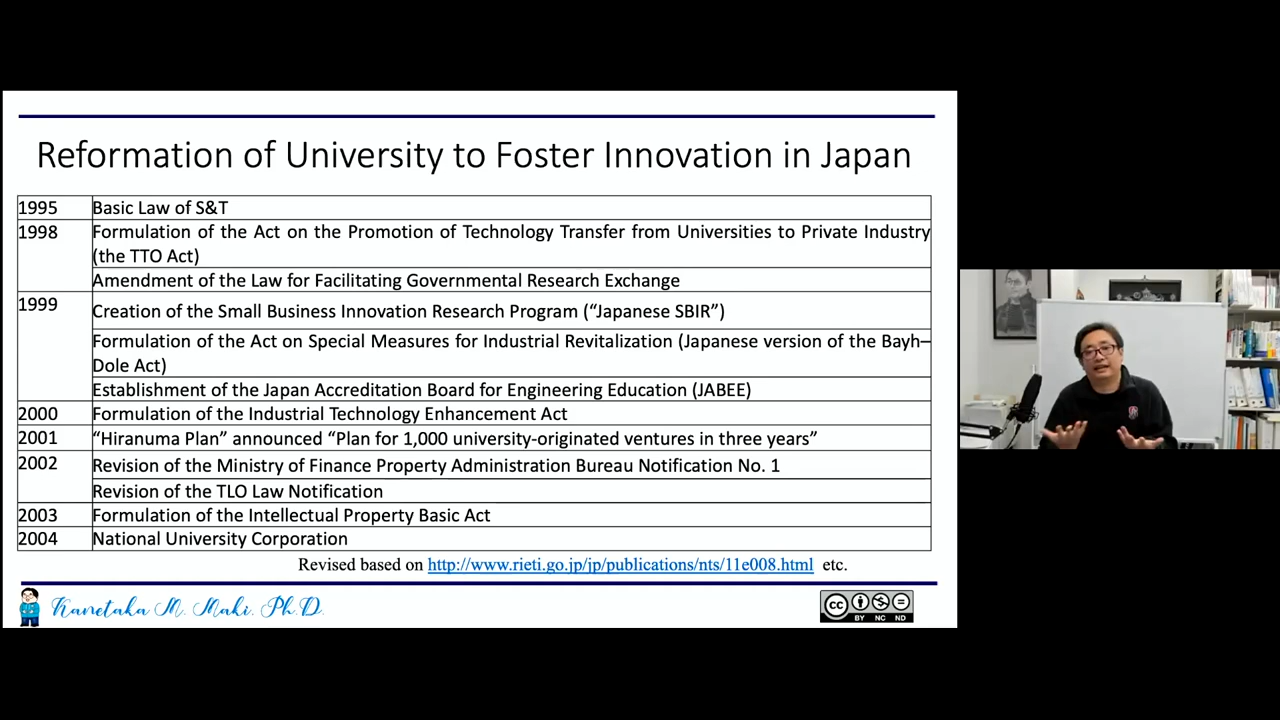 Reformation of University to Foster Innovation in Japan
1995 Basic Law of S&T
1998 Formulation of the Act on the Promotion of Technology Transfer from Universities to Private Industry
(the TTO Act)
Amendment of the Law for Facilitating Governmental Research Exchange
1999 Creation of the Small Business Innovation Research Program (“Japanese SBIR”)
Formulation of the Act on Special Measures for Industrial Revitalization (Japanese version of the Bayh–
Dole Act)
Establishment of the Japan Accreditation Board for Engineering Education (JABEE)
2000 Formulation of the Industrial Technology Enhancement Act
2001 “Hiranuma Plan” announced “Plan for 1,000 university-originated ventures in three years”
2002 Revision of the Ministry of Finance Property Administration Bureau Notification No. 1
Revision of the TLO Law Notification
2003 Formulation of the Intellectual Property Basic Act
2004 National University Corporation
Revised based on http://www.rieti.go.jp/jp/publications/nts/11e008.html etc.
Kanetaka M. Maki. Ph.D.
CC
BY NC ND